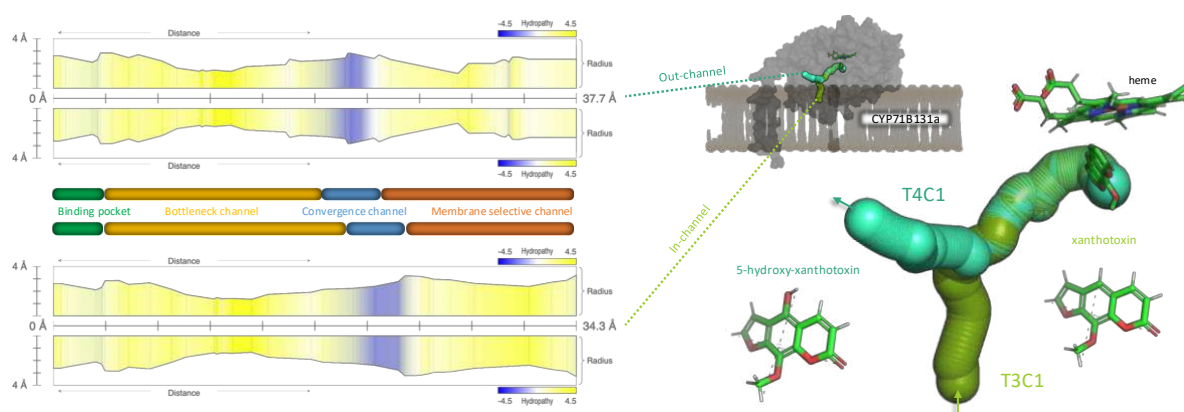 -4.5 Hydropathy 4.5
Distance
4 Å
Radius
0 Å
37.7 Å
Radius
4 Å
Distance
-4.5 Hydropathy 4.5
Binding pocket
Bottleneck channel
Convergence channel
Membrane selective channel
-4.5 Hydropathy 4.5
Distance
4 Å
Radius
0 Å
34.3 Å
Radius
4 Å
Distance
-4.5 Hydropathy 4.5
Out-channel
In-channel
CYP71B131a
heme
T4C1
xanthotoxin
5-hydroxy-xanthotoxin
T3C1